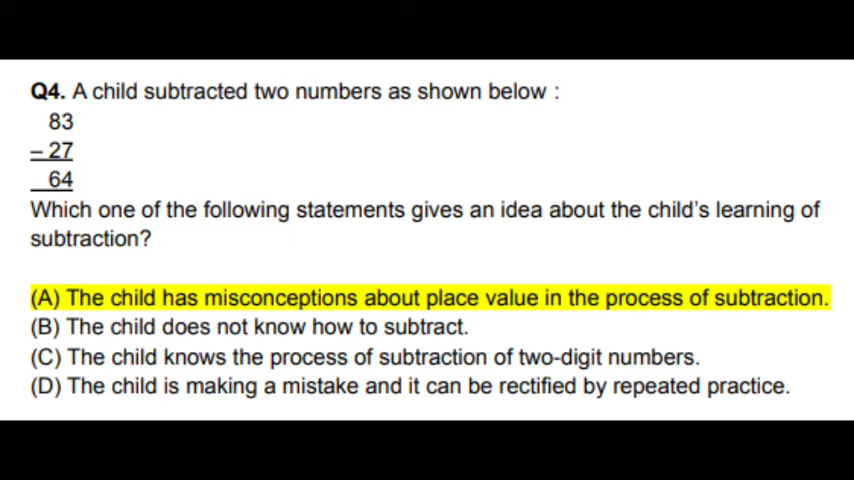 Q4. A child subtracted two numbers as shown below :
83
– 27
64
Which one of the following statements gives an idea about the child's learning of
subtraction?
(A) The child has misconceptions about place value in the process of subtraction.
(B) The child does not know how to subtract.
(C) The child knows the process of subtraction of two-digit numbers.
(D) The child is making a mistake and it can be rectified by repeated practice.